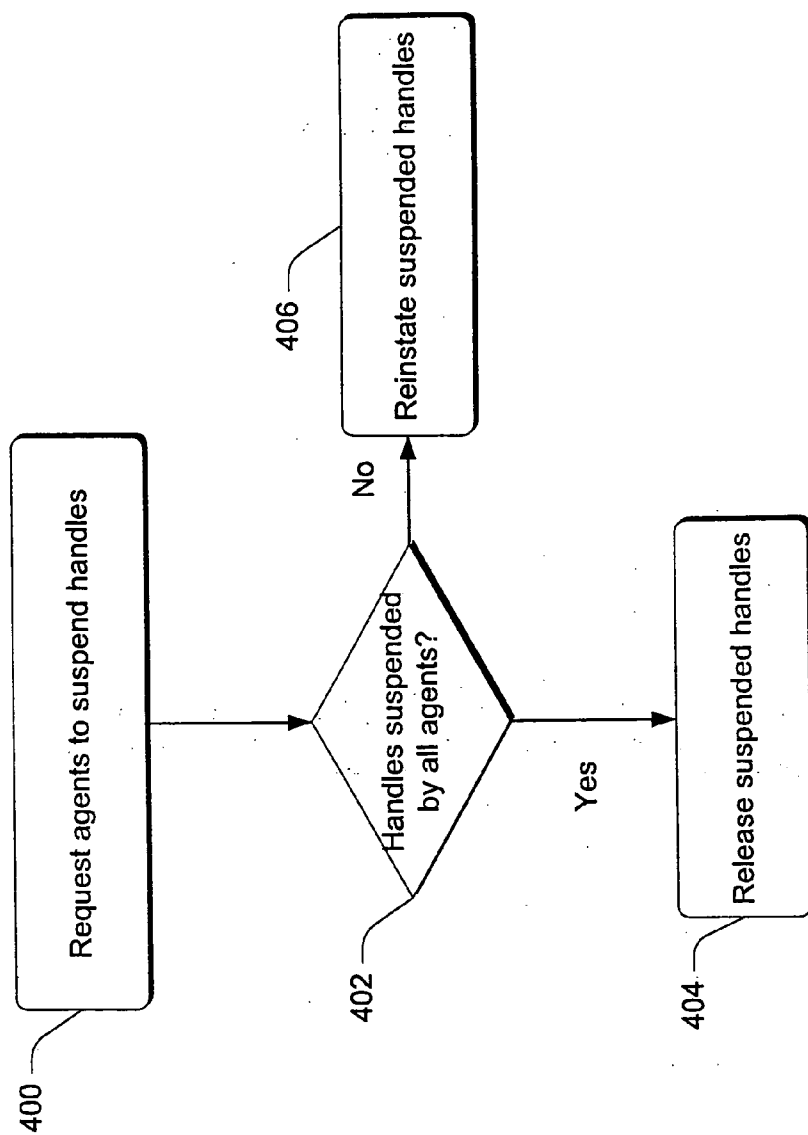 400
Request agents to suspend handles
402
Handles suspended
by all agents?
No
406
Reinstate suspended handles
Yes
404
Release suspended handles